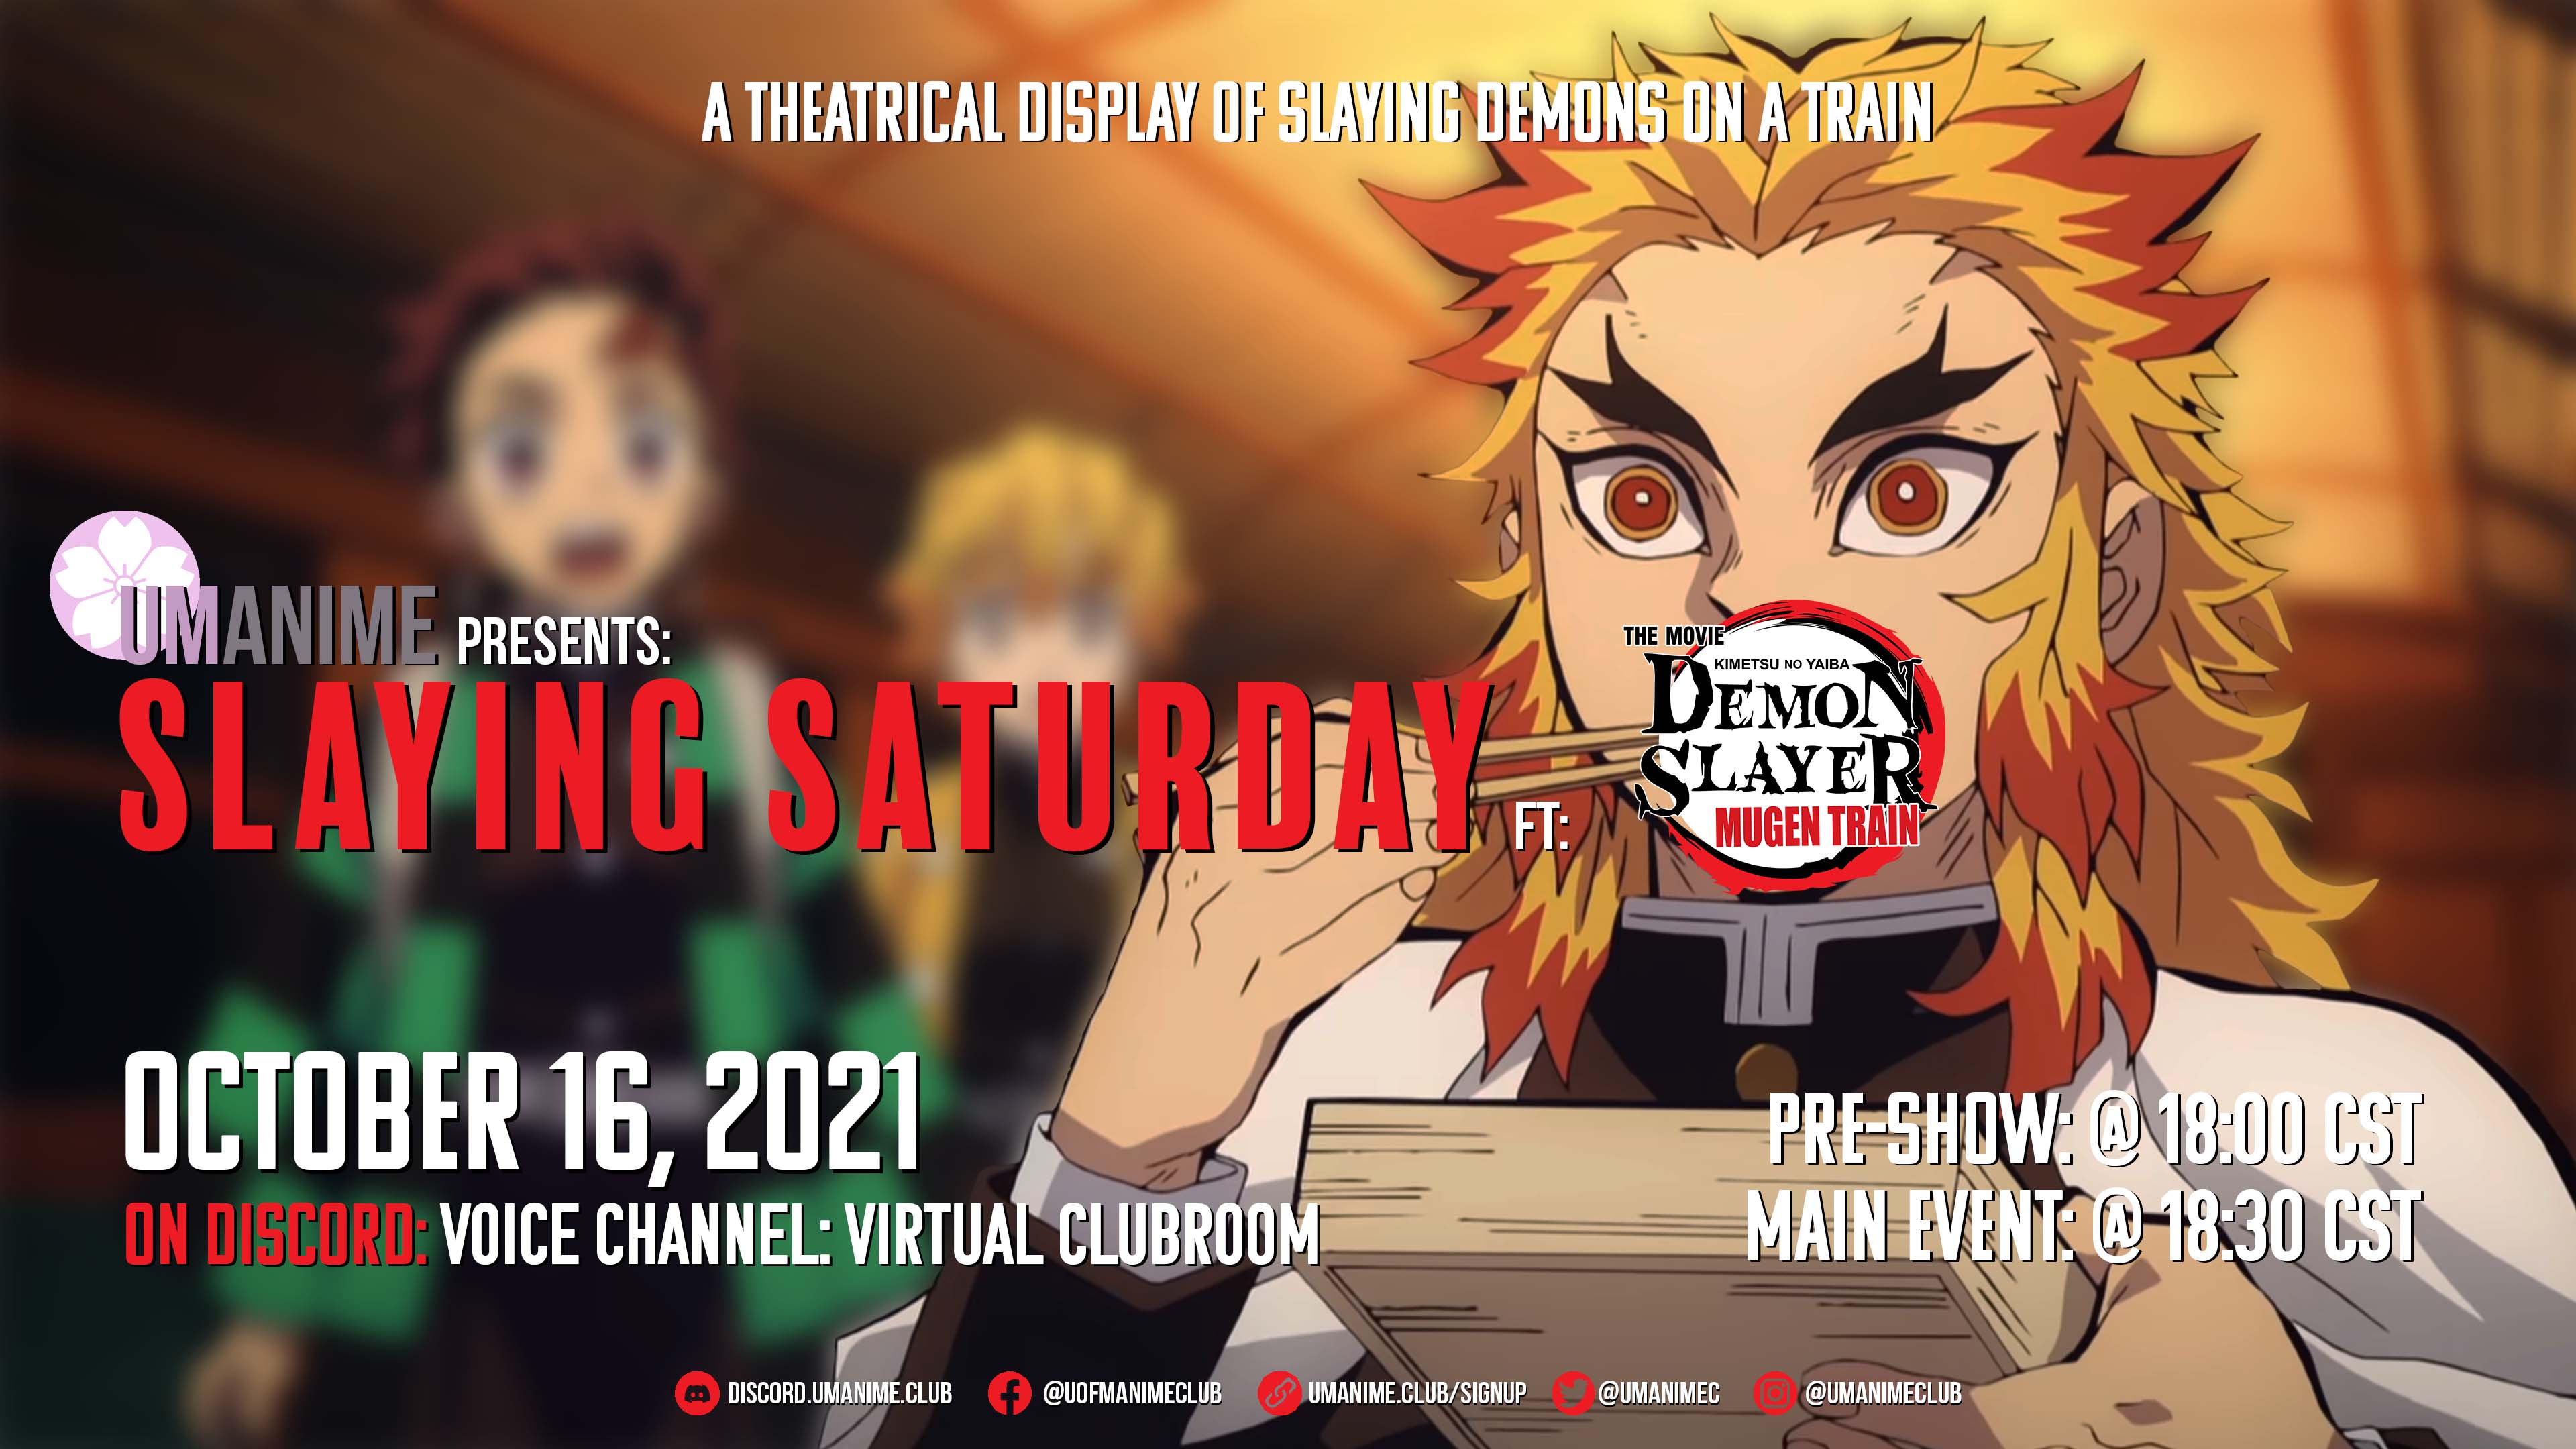 A THEATRICAL DISPLAY OF SLAYING DEMONS ON A TRAIN
UMANIME PRESENTS:
SLAYING SATURDAY FT:
THE MOVIE
KIMETSU NO YAIBA
DEMON
SLAYER
MUGEN TRAIN
OCTOBER 16, 2021
ON DISCORD: VOICE CHANNEL: VIRTUAL CLUBROOM
PRE-SHOW: @ 18:00 CST
MAIN EVENT: @ 18:30 CST
DISCORD.UMANIME.CLUB @UOFMANIMECLUB UMANIME.CLUB/SIGNUP @UMANIMEC @UMANIMECLUB